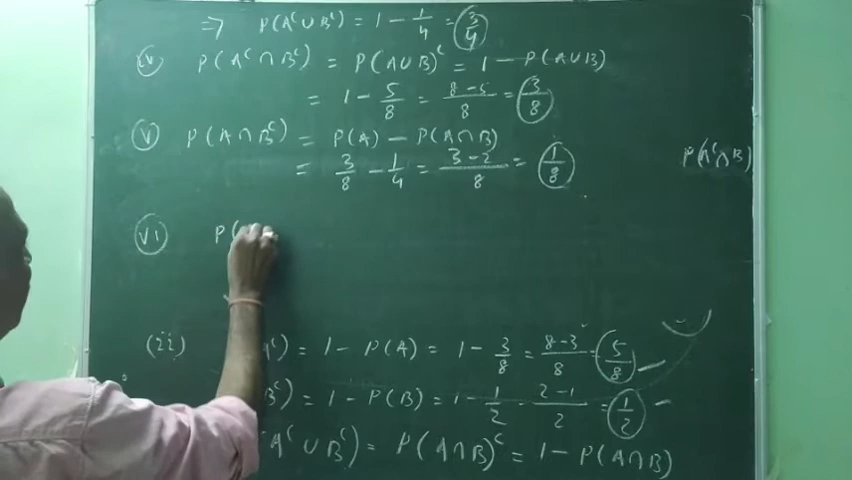 ⇒ P(Aᶜ ∪ Bᶜ) = 1 - 1/4 = 3/4
iv P(Aᶜ ∩ Bᶜ) = P(A ∪ B)ᶜ = 1 - P(A ∪ B)
= 1 - 5/8 = 8-5/8 = 3/8
v P(A ∩ Bᶜ) = P(A) - P(A ∩ B)
= 3/8 - 1/4 = 3-2/8 = 1/8
P(Aᶜ ∩ B)
vi P(
(ii) ᶜ) = 1 - P(A) = 1 - 3/8 = 8-3/8 = 5/8
ᶜ) = 1 - P(B) = 1 - 1/2 = 2-1/2 = 1/2
Aᶜ ∪ Bᶜ) = P(A ∩ B)ᶜ = 1 - P(A ∩ B)